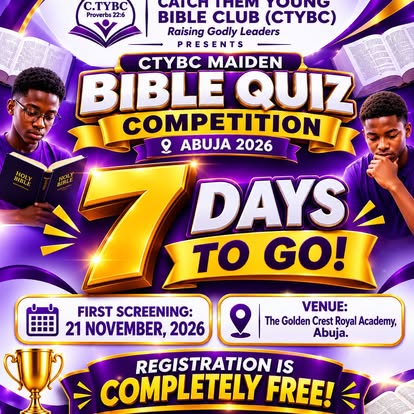 C.TYBC
Proverbs 22:6
CATCH THEM YOUNG
BIBLE CLUB (CTYBC)
Raising Godly Leaders
PRESENTS
CTYBC MAIDEN
BIBLE QUIZ
COMPETITION
ABUJA 2026
HOLY BIBLE
HOLY BIBLE
7 DAYS
TO GO!
FIRST SCREENING:
21 NOVEMBER, 2026
VENUE:
The Golden Crest Royal Academy,
Abuja.
REGISTRATION IS
COMPLETELY FREE!